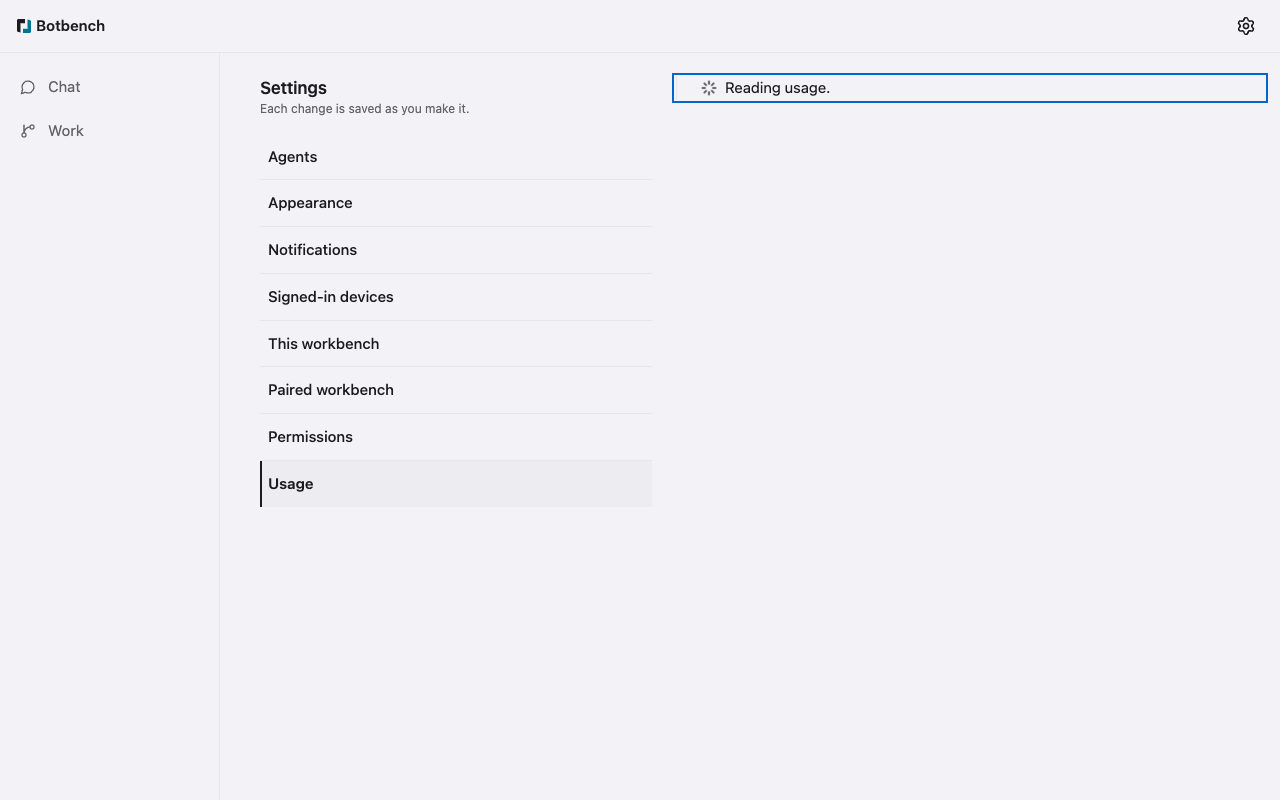 Botbench
Chat
Work
Settings
Each change is saved as you make it.
Agents
Appearance
Notifications
Signed-in devices
This workbench
Paired workbench
Permissions
Usage
Reading usage.